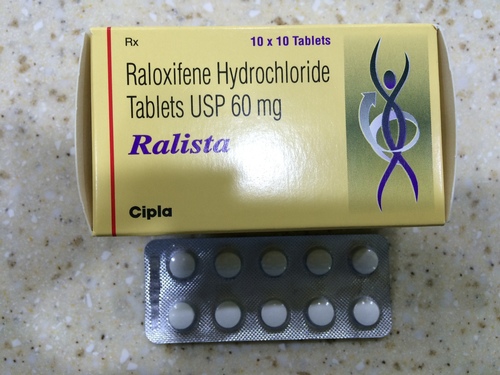 Rx
10 x 10 Tablets
Raloxifene Hydrochloride
Tablets USP 60 mg
Ralista
Cipla